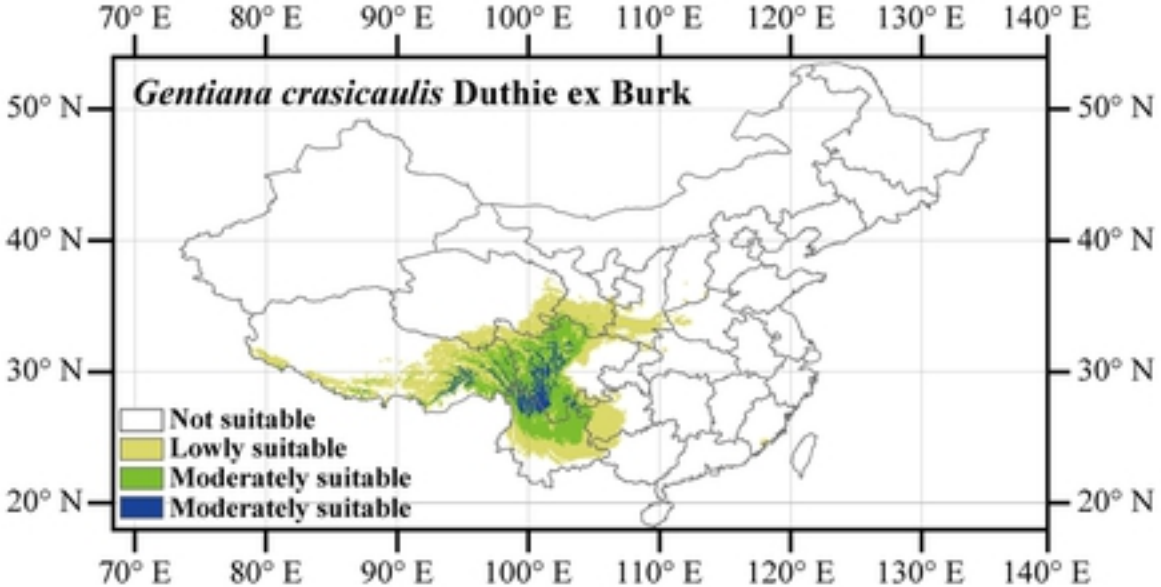 70° E 80° E 90° E 100° E 110° E 120° E 130° E 140° E
Gentiana crasicaulis Duthie ex Burk
50° N 50° N
40° N 40° N
30° N 30° N
Not suitable
Lowly suitable
Moderately suitable
20° N Moderately suitable 20° N
70° E 80° E 90° E 100° E 110° E 120° E 130° E 140° E